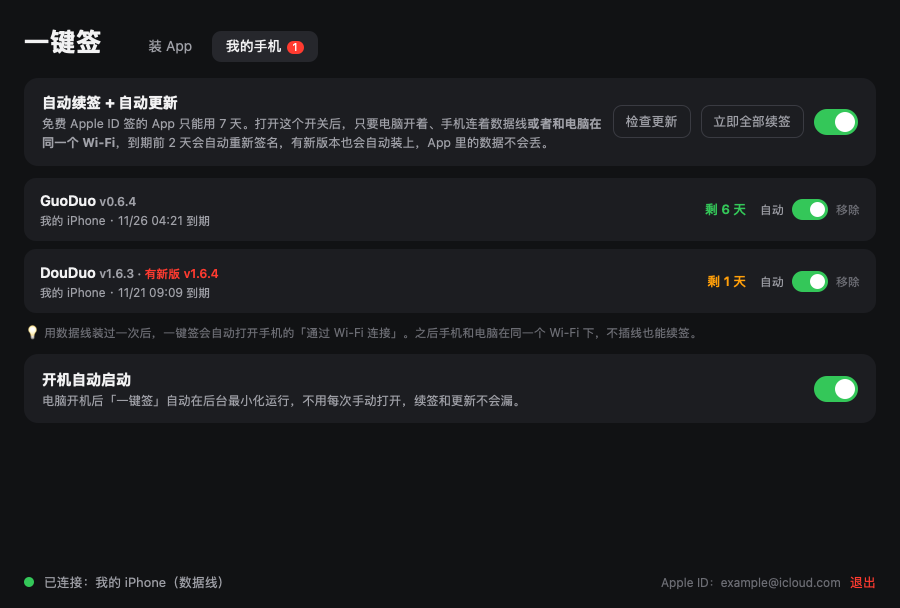 一键签
装 App
我的手机 1
自动续签 + 自动更新
免费 Apple ID 签的 App 只能用 7 天。打开这个开关后，只要电脑开着、手机连着数据线或者和电脑在
同一个 Wi-Fi，到期前 2 天会自动重新签名，有新版本也会自动装上，App 里的数据不会丢。
检查更新
立即全部续签
GuoDuo v0.6.4
我的 iPhone · 11/26 04:21 到期
剩 6 天
自动
移除
DouDuo v1.6.3 · 有新版 v1.6.4
我的 iPhone · 11/21 09:09 到期
剩 1 天
自动
移除
用数据线装过一次后，一键签会自动打开手机的「通过 Wi-Fi 连接」。之后手机和电脑在同一个 Wi-Fi 下，不插线也能续签。
开机自动启动
电脑开机后「一键签」自动在后台最小化运行，不用每次手动打开，续签和更新不会漏。
已连接：我的 iPhone（数据线）
Apple ID：example@icloud.com
退出